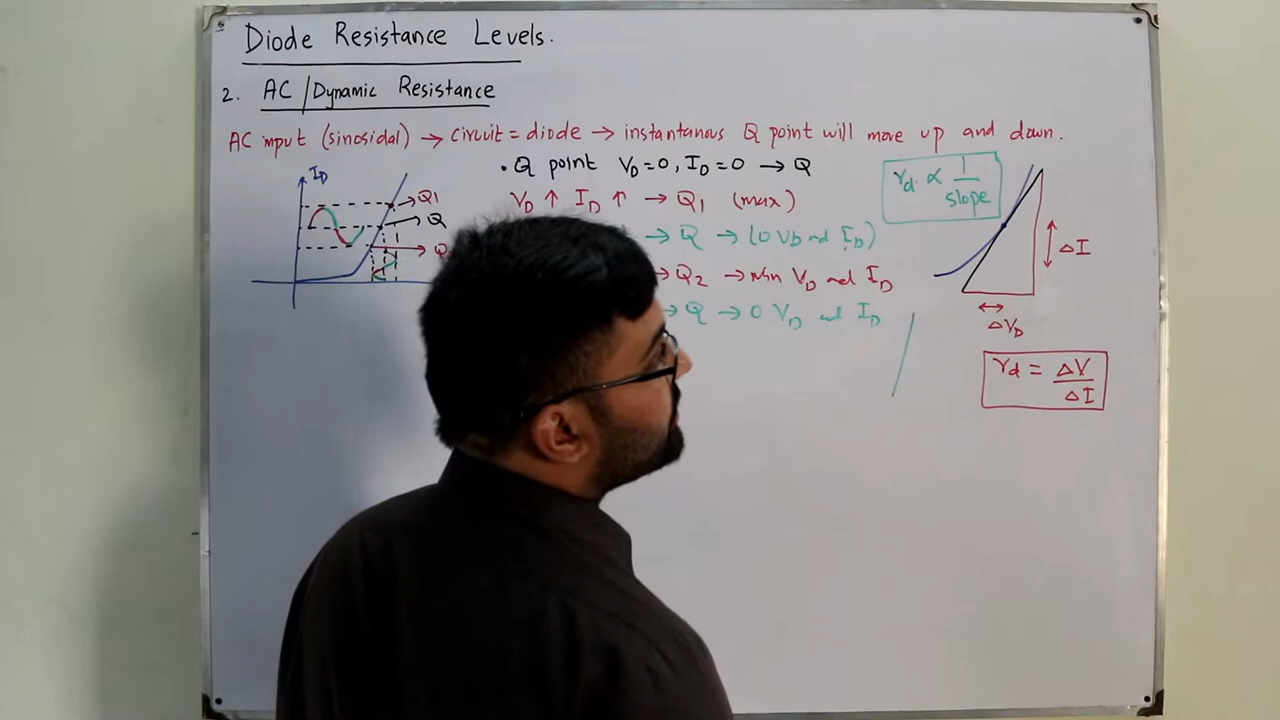 Diode Resistance Levels.
2. AC/Dynamic Resistance
AC input (sinosidal) → circuit = diode → instantanous Q point will move up and down.
• Q point V_D=0, I_D=0 → Q
V_D ↑ I_D ↑ → Q1 (max)
→ Q → (0 V_D and I_D)
→ Q2 → Min V_D and I_D
→ Q → 0 V_D and I_D
I_D
Q1
Q
Q
r_d ∝ 1/slope
ΔI
ΔV_D
r_d = ΔV/ΔI